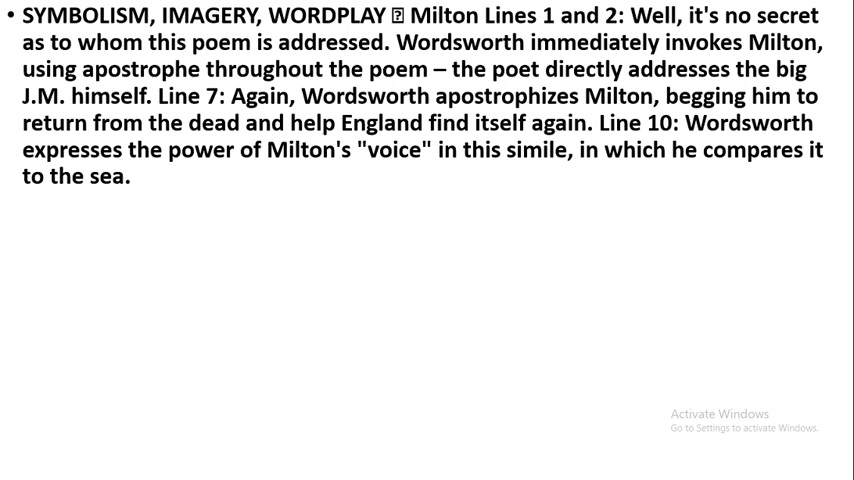 • SYMBOLISM, IMAGERY, WORDPLAY  Milton Lines 1 and 2: Well, it's no secret
as to whom this poem is addressed. Wordsworth immediately invokes Milton,
using apostrophe throughout the poem – the poet directly addresses the big
J.M. himself. Line 7: Again, Wordsworth apostrophizes Milton, begging him to
return from the dead and help England find itself again. Line 10: Wordsworth
expresses the power of Milton's "voice" in this simile, in which he compares it
to the sea.
Activate Windows
Go to Settings to activate Windows.